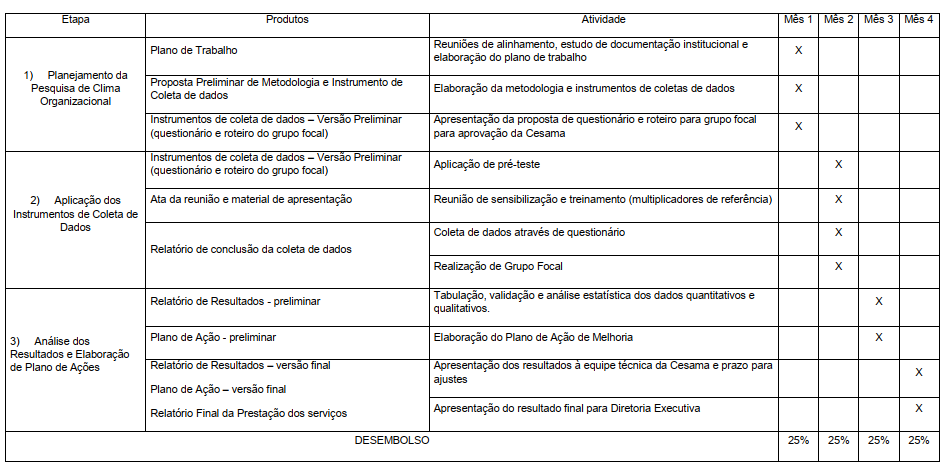 Etapa Produtos Atividade Mês 1 Mês 2 Mês 3 Mês 4
1) Planejamento da
Pesquisa de Clima
Organizacional
Plano de Trabalho
Reuniões de alinhamento, estudo de documentação institucional e
elaboração do plano de trabalho
X
Proposta Preliminar de Metodologia e Instrumento de
Coleta de dados
Elaboração da metodologia e instrumentos de coletas de dados
X
Instrumentos de coleta de dados – Versão Preliminar
(questionário e roteiro do grupo focal)
Apresentação da proposta de questionário e roteiro para grupo focal
para aprovação da Cesama
X
2) Aplicação dos
Instrumentos de Coleta de
Dados
Instrumentos de coleta de dados – Versão Preliminar
(questionário e roteiro do grupo focal)
Aplicação de pré-teste
X
Ata da reunião e material de apresentação
Reunião de sensibilização e treinamento (multiplicadores de referência)
X
Relatório de conclusão da coleta de dados
Coleta de dados através de questionário
X
Realização de Grupo Focal
X
3) Análise dos
Resultados e Elaboração
de Plano de Ações
Relatório de Resultados - preliminar
Tabulação, validação e análise estatística dos dados quantitativos e
qualitativos.
X
Plano de Ação - preliminar
Elaboração do Plano de Ação de Melhoria
X
Relatório de Resultados – versão final
Plano de Ação – versão final
Relatório Final da Prestação dos serviços
Apresentação dos resultados à equipe técnica da Cesama e prazo para
ajustes
X
Apresentação do resultado final para Diretoria Executiva
X
DESEMBOLSO 25% 25% 25% 25%